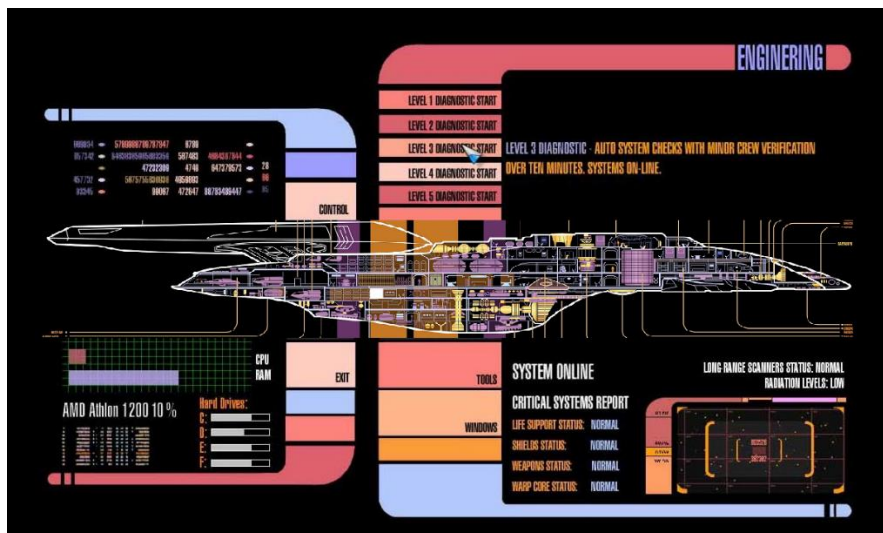 ENGINERING
LEVEL 1 DIAGNOSTIC START
LEVEL 2 DIAGNOSTIC START
LEVEL 3 DIAGNOSTIC START
LEVEL 4 DIAGNOSTIC START
LEVEL 5 DIAGNOSTIC START
LEVEL 3 DIAGNOSTIC - AUTO SYSTEM CHECKS WITH MINOR CREW VERIFICATION
OVER TEN MINUTES. SYSTEMS ON-LINE.
CONTROL
CPU
RAM
EXIT
AMD Athlon 1200 10 %
Hard Drives:
D:
E:
F:
TOOLS
WINDOWS
SYSTEM ONLINE
CRITICAL SYSTEMS REPORT
LIFE SUPPORT STATUS: NORMAL
SHIELDS STATUS: NORMAL
WEAPONS STATUS: NORMAL
WARP CORE STATUS: NORMAL
LONG RANGE SCANNERS STATUS: NORMAL
RADIATION LEVELS: LOW